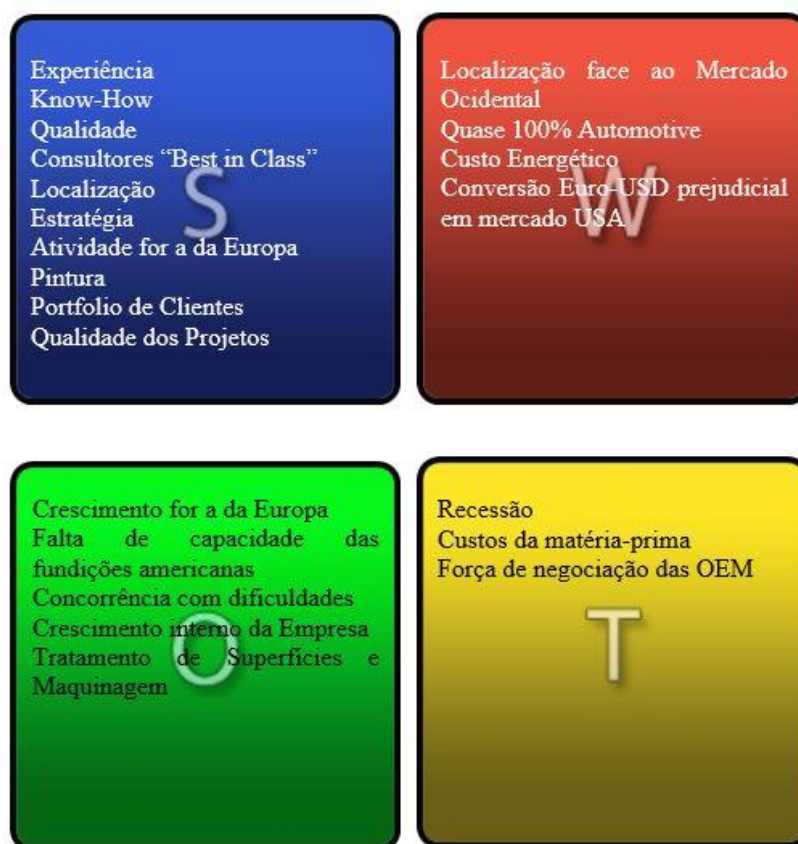 Experiência
Know-How
Qualidade
Consultores “Best in Class”
Localização
Estratégia
Atividade for a da Europa
Pintura
Portfolio de Clientes
Qualidade dos Projetos
S
Localização face ao Mercado
Ocidental
Quase 100% Automotive
Custo Energético
Conversão Euro-USD prejudicial
em mercado USA
W
Crescimento for a da Europa
Falta de capacidade das
fundições americanas
Concorrência com dificuldades
Crescimento interno da Empresa
Tratamento de Superfícies e
Maquinagem
O
Recessão
Custos da matéria-prima
Força de negociação das OEM
T